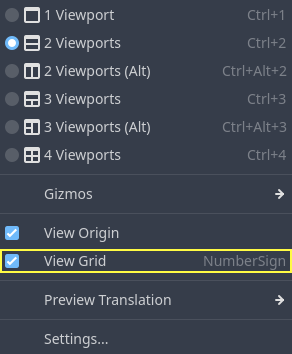 1 Viewport Ctrl+1
2 Viewports Ctrl+2
2 Viewports (Alt) Ctrl+Alt+2
3 Viewports Ctrl+3
3 Viewports (Alt) Ctrl+Alt+3
4 Viewports Ctrl+4
Gizmos
View Origin
View Grid NumberSign
Preview Translation
Settings...